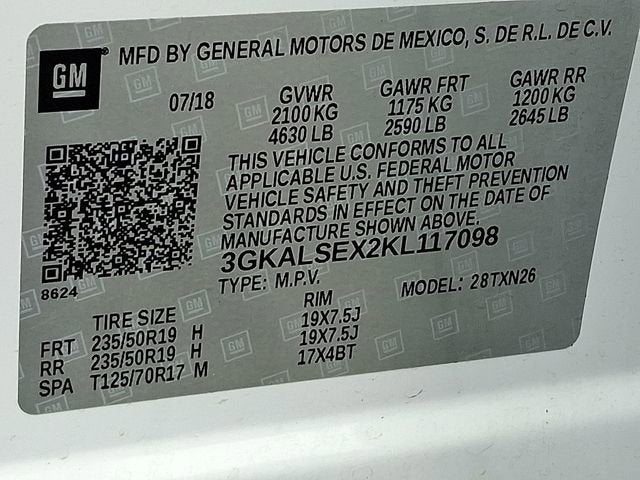 GM
MFD BY GENERAL MOTORS DE MEXICO, S. DE R.L. DE C.V.
07/18 GVWR GAWR FRT GAWR RR
2100 KG 1175 KG 1200 KG
4630 LB 2590 LB 2645 LB
THIS VEHICLE CONFORMS TO ALL
APPLICABLE U.S. FEDERAL MOTOR
VEHICLE SAFETY AND THEFT PREVENTION
STANDARDS IN EFFECT ON THE DATE OF
MANUFACTURE SHOWN ABOVE.
3GKALSEX2KL117098
8624
TYPE: M.P.V. MODEL: 28TXN26
TIRE SIZE RIM
FRT 235/50R19 H 19X7.5J
RR 235/50R19 H 19X7.5J
SPA T125/70R17 M 17X4BT